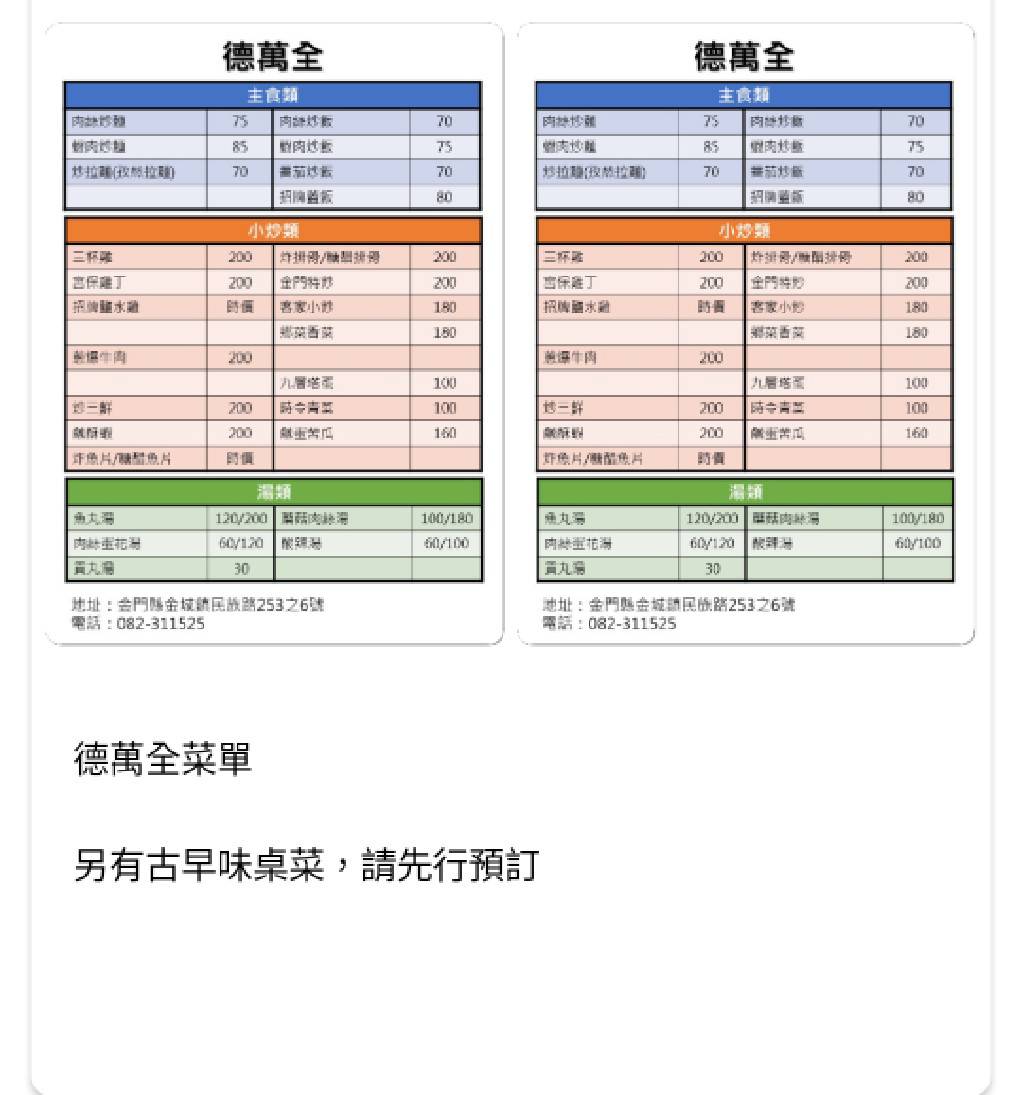 德萬全
主食類
肉絲炒麵 75 肉絲炒飯 70
蝦肉炒麵 85 蝦肉炒飯 75
炒拉麵(孜然拉麵) 70 蕃茄炒飯 70
招牌蓋飯 80
小炒類
三杯雞 200 炸排骨/糖醋排骨 200
宮保雞丁 200 金門特炒 200
招牌鹽水雞 時價 客家小炒 180
鄉菜香菜 180
蔥爆牛肉 200
九層塔蛋 100
炒三鮮 200 時令青菜 100
鹹酥蝦 200 鹹蛋苦瓜 160
炸魚片/糖醋魚片 時價
湯類
魚丸湯 120/200 蘑菇肉絲湯 100/180
肉絲蛋花湯 60/120 酸辣湯 60/100
貢丸湯 30
地址：金門縣金城鎮民族路253之6號
電話：082-311525
德萬全
主食類
肉絲炒麵 75 肉絲炒飯 70
蝦肉炒麵 85 蝦肉炒飯 75
炒拉麵(孜然拉麵) 70 蕃茄炒飯 70
招牌蓋飯 80
小炒類
三杯雞 200 炸排骨/糖醋排骨 200
宮保雞丁 200 金門特炒 200
招牌鹽水雞 時價 客家小炒 180
鄉菜香菜 180
蔥爆牛肉 200
九層塔蛋 100
炒三鮮 200 時令青菜 100
鹹酥蝦 200 鹹蛋苦瓜 160
炸魚片/糖醋魚片 時價
湯類
魚丸湯 120/200 蘑菇肉絲湯 100/180
肉絲蛋花湯 60/120 酸辣湯 60/100
貢丸湯 30
地址：金門縣金城鎮民族路253之6號
電話：082-311525
德萬全菜單
另有古早味桌菜，請先行預訂